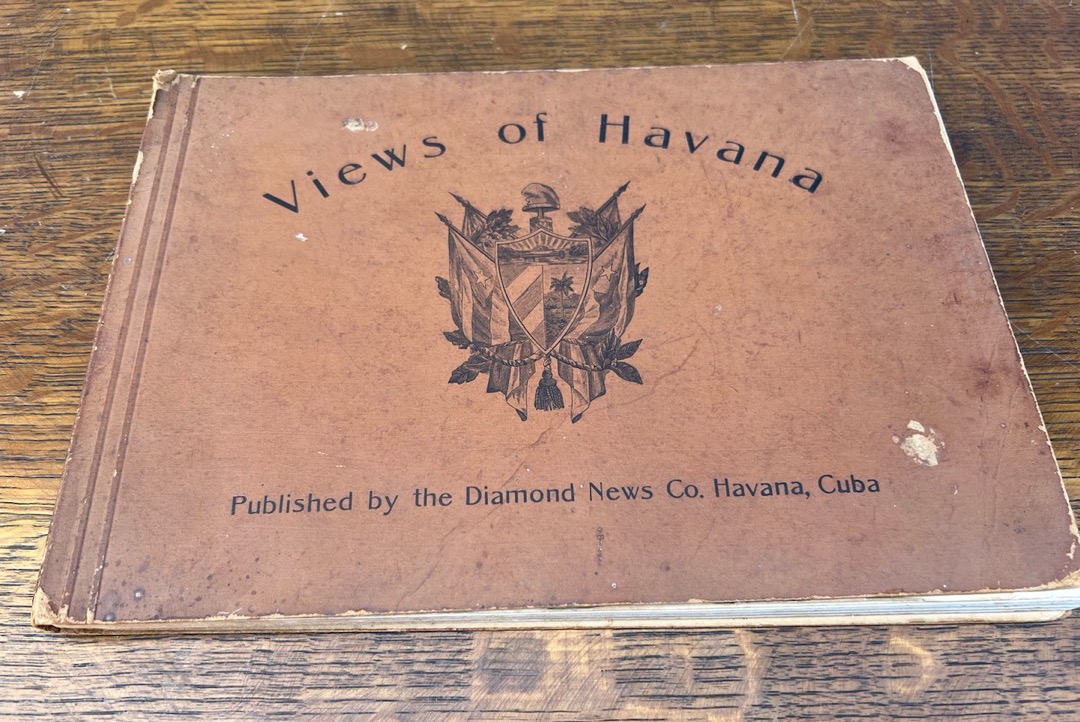 Views of Havana
Published by the Diamond News Co. Havana, Cuba